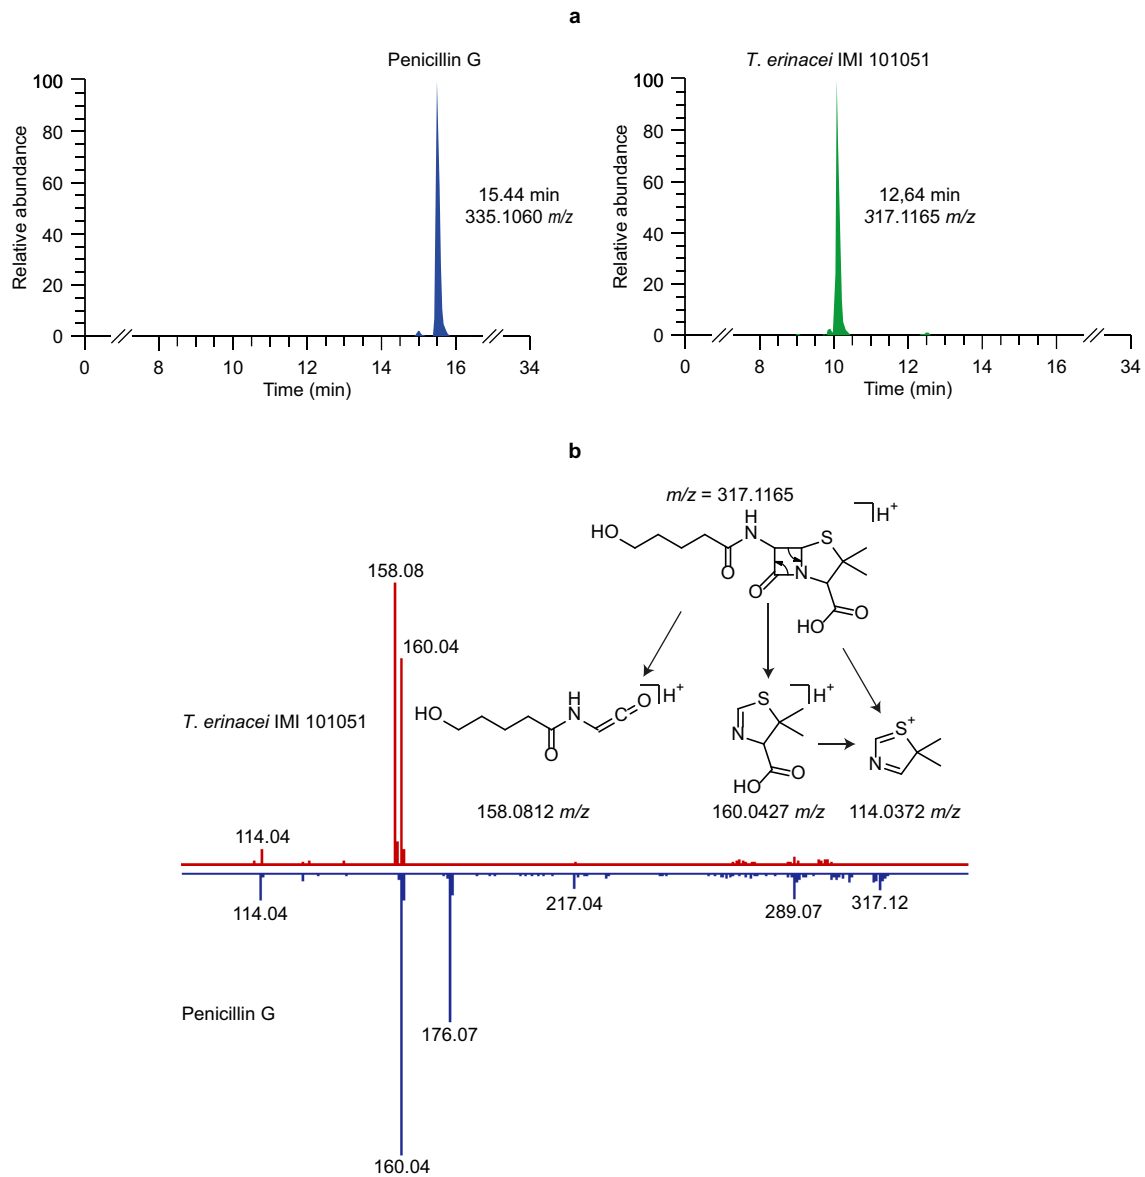 a
Penicillin G
100
80
60
40
20
0
Relative abundance
15.44 min
335.1060 m/z
0 8 10 12 14 16 34
Time (min)
T. erinacei IMI 101051
100
80
60
40
20
0
Relative abundance
12,64 min
317.1165 m/z
0 8 10 12 14 16 34
Time (min)
b
m/z = 317.1165
H+
HO
H
N
O
S
N
O
O
HO
158.08
160.04
T. erinacei IMI 101051
HO
H
N
O
O
H+
158.0812 m/z
S
N
O
HO
H+
160.0427 m/z
S+
N
114.0372 m/z
114.04
114.04
217.04
289.07
317.12
Penicillin G
176.07
160.04